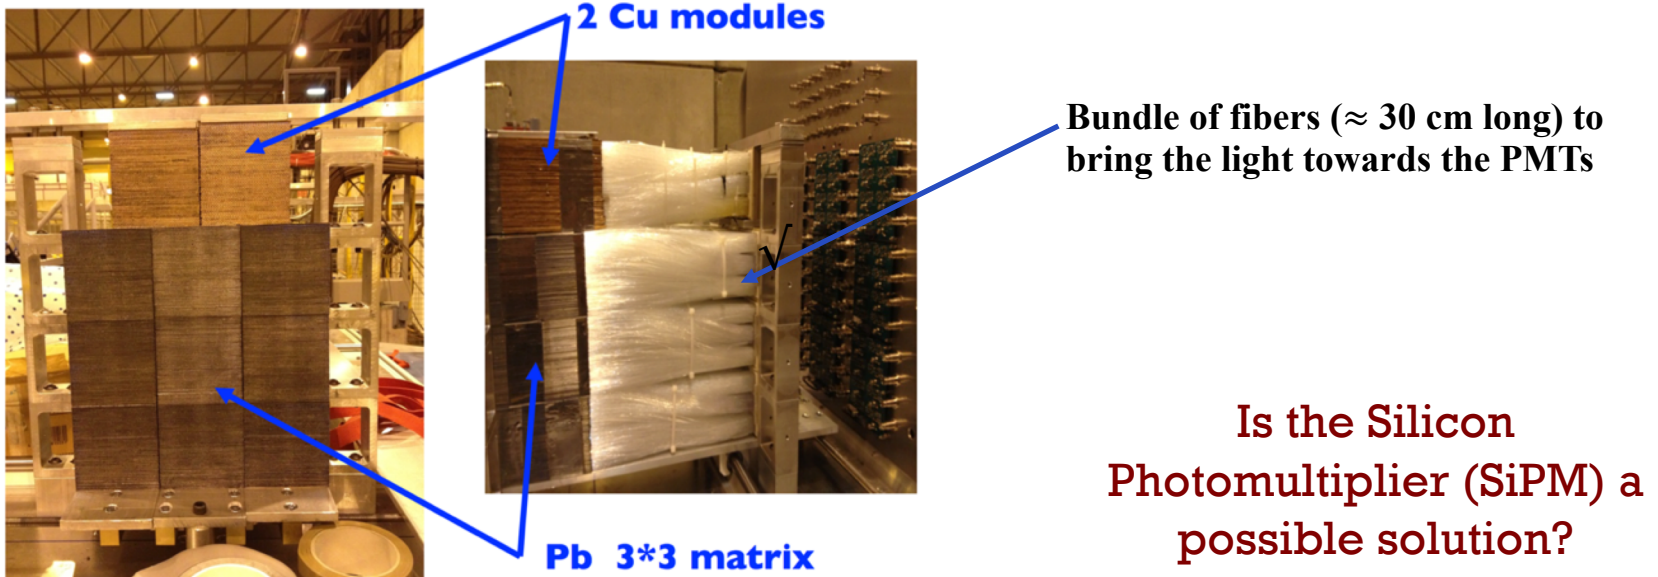 2 Cu modules
Bundle of fibers (≈ 30 cm long) to
bring the light towards the PMTs
√
Is the Silicon
Photomultiplier (SiPM) a
possible solution?
Pb 3*3 matrix